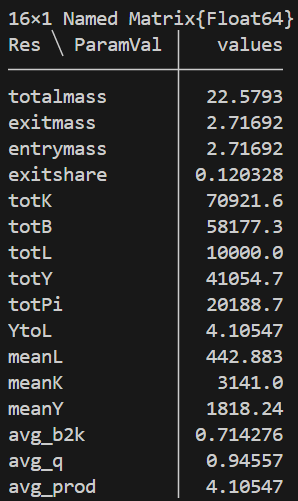 16×1 Named Matrix{Float64}
Res ╲ ParamVal │ values
totalmass │ 22.5793
exitmass │ 2.71692
entrymass │ 2.71692
exitshare │ 0.120328
totK │ 70921.6
totB │ 58177.3
totL │ 10000.0
totY │ 41054.7
totPi │ 20188.7
YtoL │ 4.10547
meanL │ 442.883
meanK │ 3141.0
meanY │ 1818.24
avg_b2k │ 0.714276
avg_q │ 0.94557
avg_prod │ 4.10547